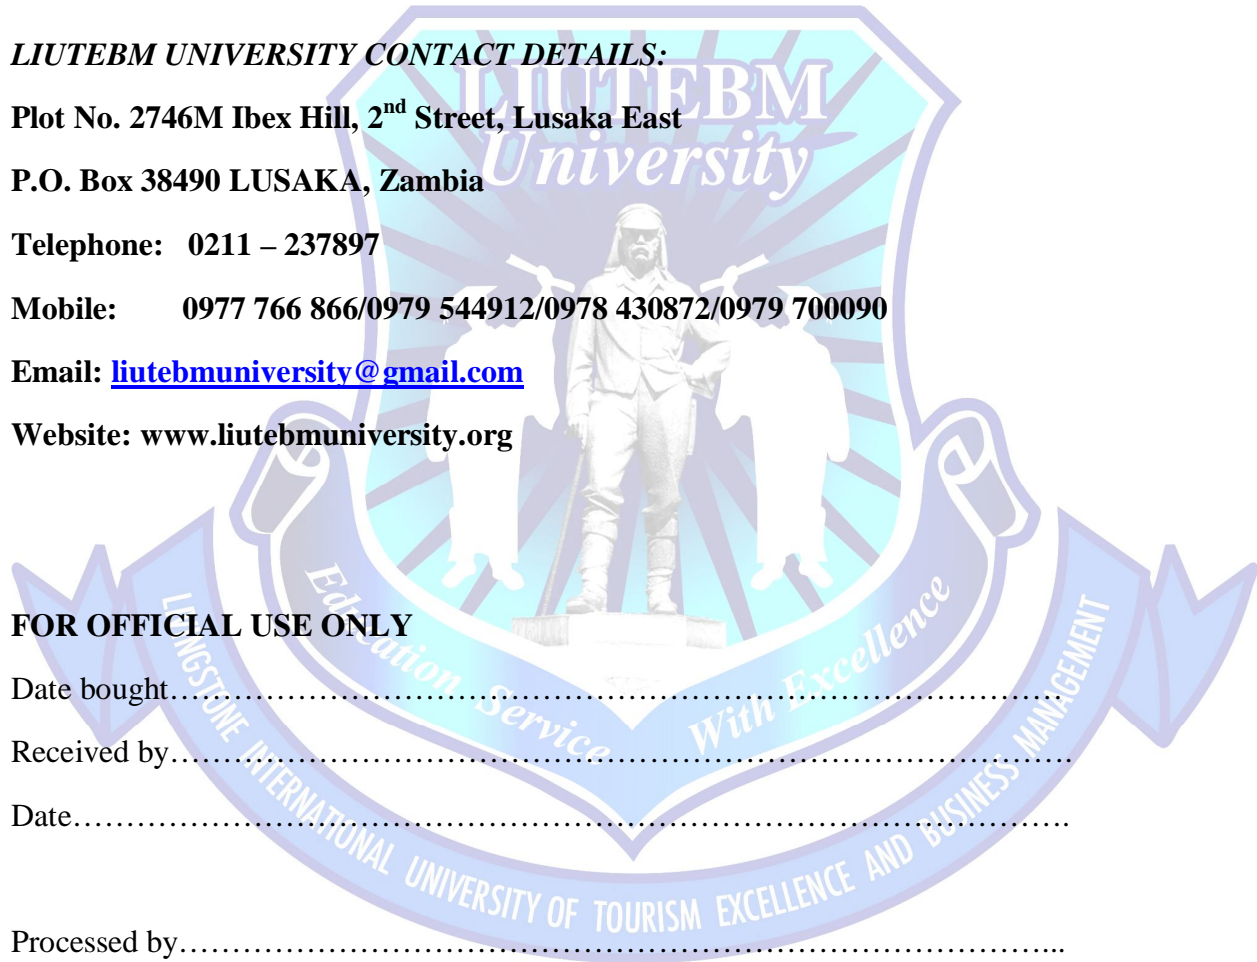 LIUTEBM UNIVERSITY CONTACT DETAILS:
LIUTEBM
University
Plot No. 2746M Ibex Hill, 2nd Street, Lusaka East
P.O. Box 38490 LUSAKA, Zambia
Telephone: 0211 – 237897
Mobile: 0977 766 866/0979 544912/0978 430872/0979 700090
Email: liutebmuniversity@gmail.com
Website: www.liutebmuniversity.org
Education Service With Excellence
LIVINGSTONE INTERNATIONAL UNIVERSITY OF TOURISM EXCELLENCE AND BUSINESS MANAGEMENT
FOR OFFICIAL USE ONLY
Date bought……………………………………………………………………………
Received by…………………………………………………………………………….
Date…………………………………………………………………………………….
Processed by…………………………………………………………………………...